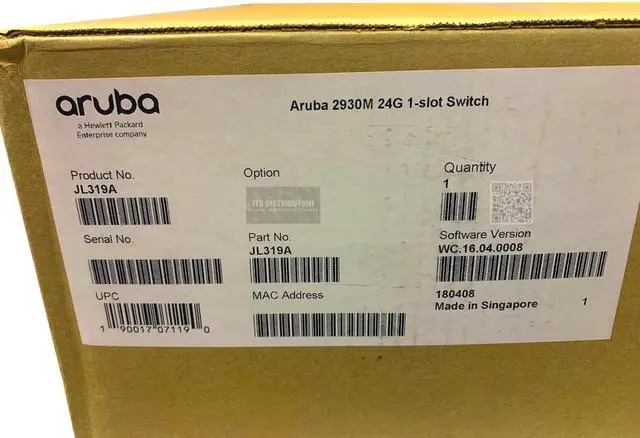 aruba
a Hewlett Packard
Enterprise company
Aruba 2930M 24G 1-slot Switch
Product No.
JL319A
Option
Quantity
1
ITS DISTRIBUTION
Serial No.
Part No.
JL319A
Software Version
WC.16.04.0008
UPC
1 90017 07119 0
MAC Address
180408
Made in Singapore
1